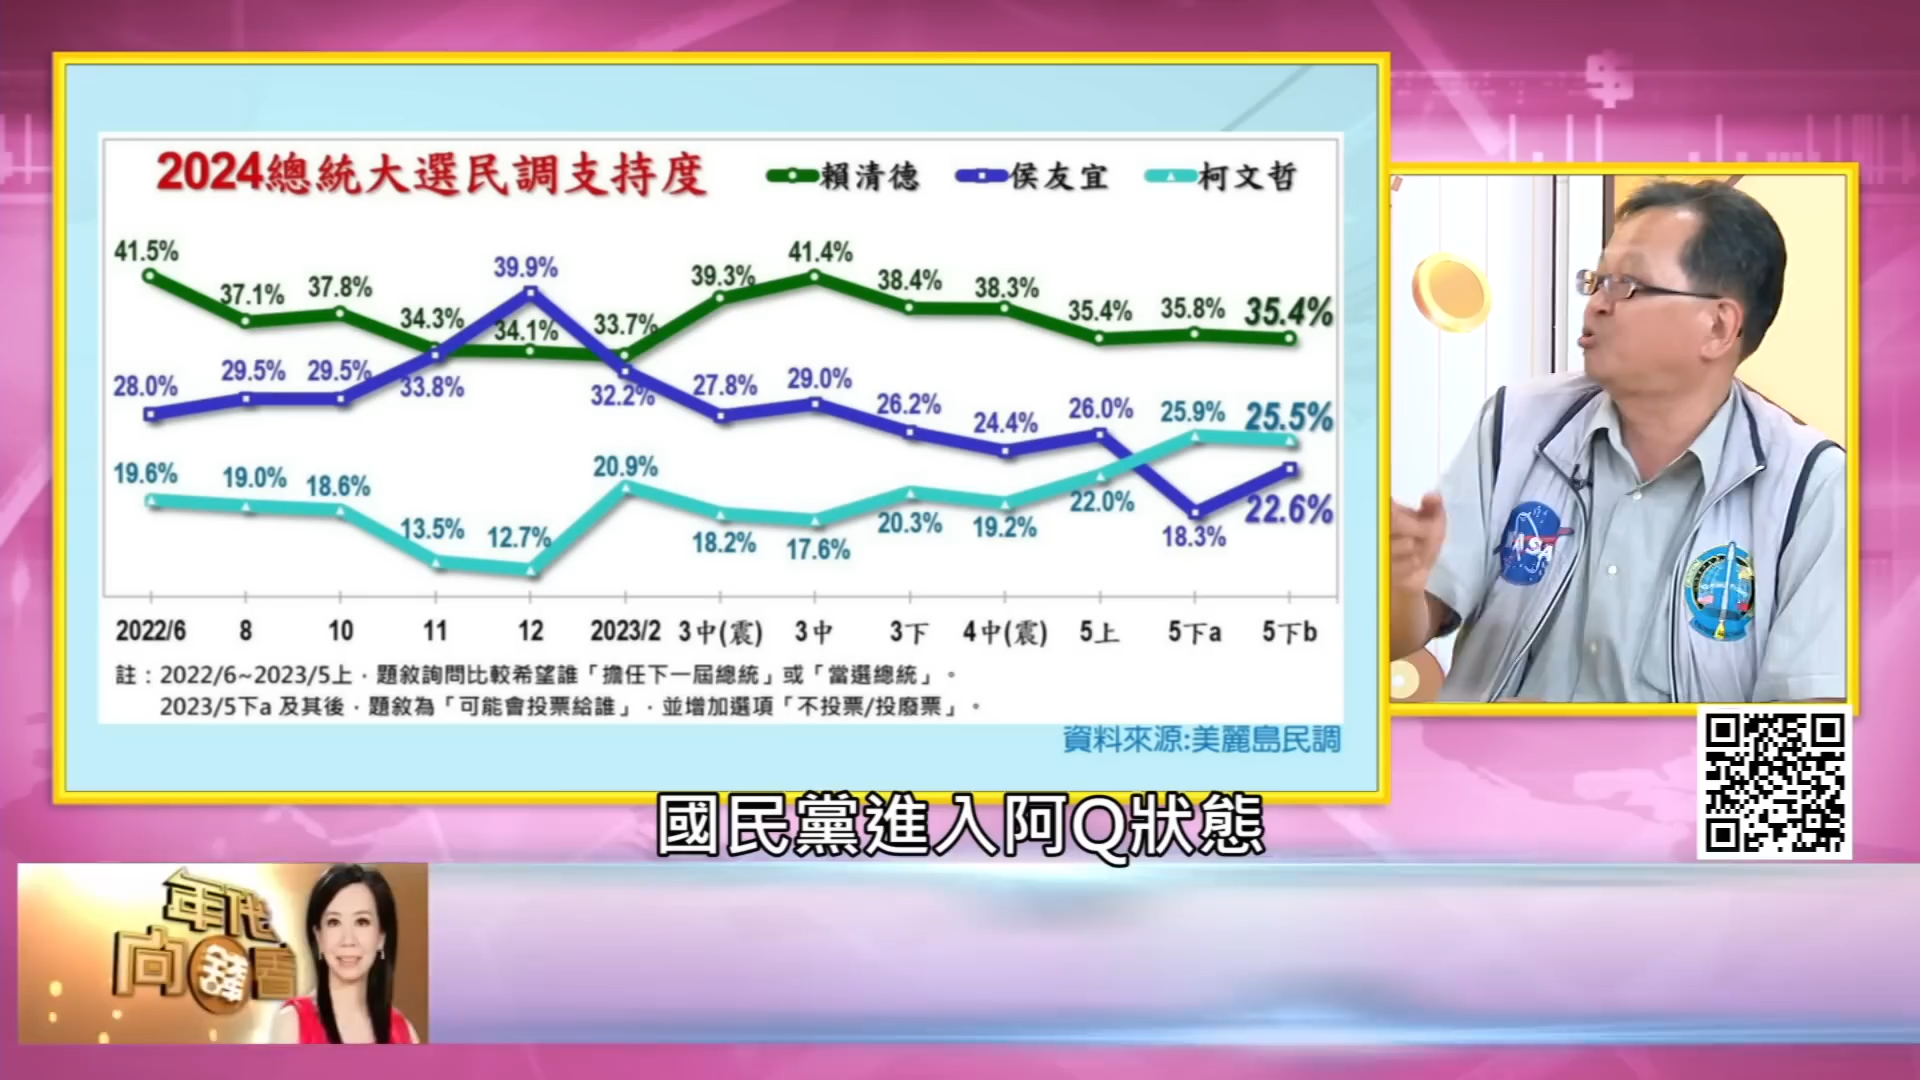 2024總統大選民調支持度
賴清德 侯友宜 柯文哲
41.5% 37.1% 37.8% 34.3% 34.1% 33.7% 39.3% 41.4% 38.4% 38.3% 35.4% 35.8% 35.4%
28.0% 29.5% 29.5% 33.8% 39.9% 32.2% 27.8% 29.0% 26.2% 24.4% 26.0% 18.3% 22.6%
19.6% 19.0% 18.6% 13.5% 12.7% 20.9% 18.2% 17.6% 20.3% 19.2% 22.0% 25.9% 25.5%
2022/6 8 10 11 12 2023/2 3中(震) 3中 3下 4中(震) 5上 5下a 5下b
註：2022/6~2023/5上，題敘詢問比較希望誰「擔任下一屆總統」或「當選總統」。
2023/5下a 及其後，題敘為「可能會投票給誰」，並增加選項「不投票/投廢票」。
資料來源:美麗島民調
NASA
國民黨進入阿Q狀態
年代
向錢看